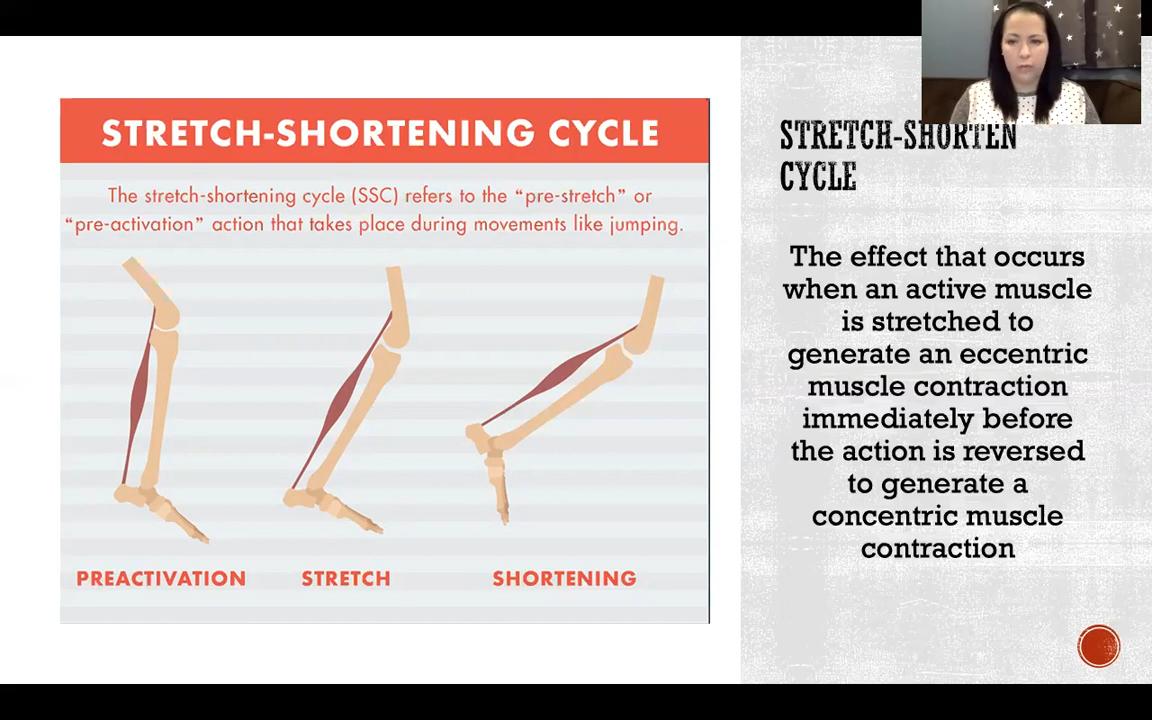 STRETCH-SHORTENING CYCLE
The stretch-shortening cycle (SSC) refers to the “pre-stretch” or
“pre-activation” action that takes place during movements like jumping.
PREACTIVATION
STRETCH
SHORTENING
STRETCH-SHORTEN
CYCLE
The effect that occurs
when an active muscle
is stretched to
generate an eccentric
muscle contraction
immediately before
the action is reversed
to generate a
concentric muscle
contraction